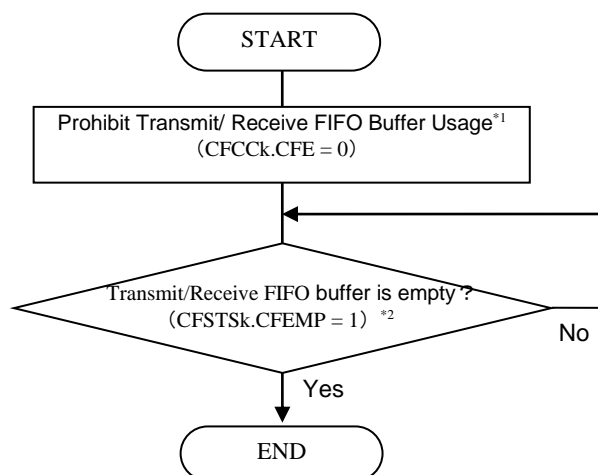 START
Prohibit Transmit/ Receive FIFO Buffer Usage*1
（CFCCk.CFE = 0）
Transmit/Receive FIFO buffer is empty？
（CFSTSk.CFEMP = 1） *2
No
Yes
END